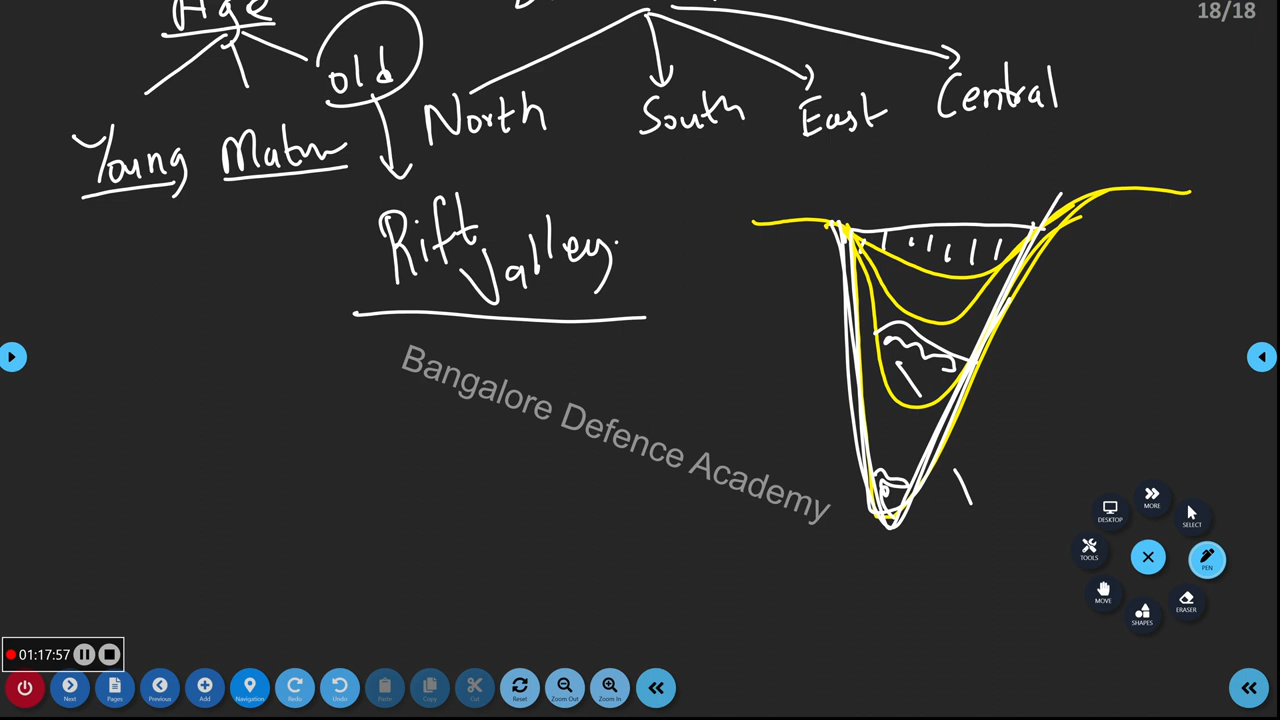 18/18
Age
old
North South East Central
Young Matur
Rift
Valley
Bangalore Defence Academy
MORE
DESKTOP
SELECT
TOOLS
PEN
MOVE
ERASER
SHAPES
01:17:57
Next Pages Previous Add Navigation Redo Undo Paste Copy Cut Reset Zoom Out Zoom In